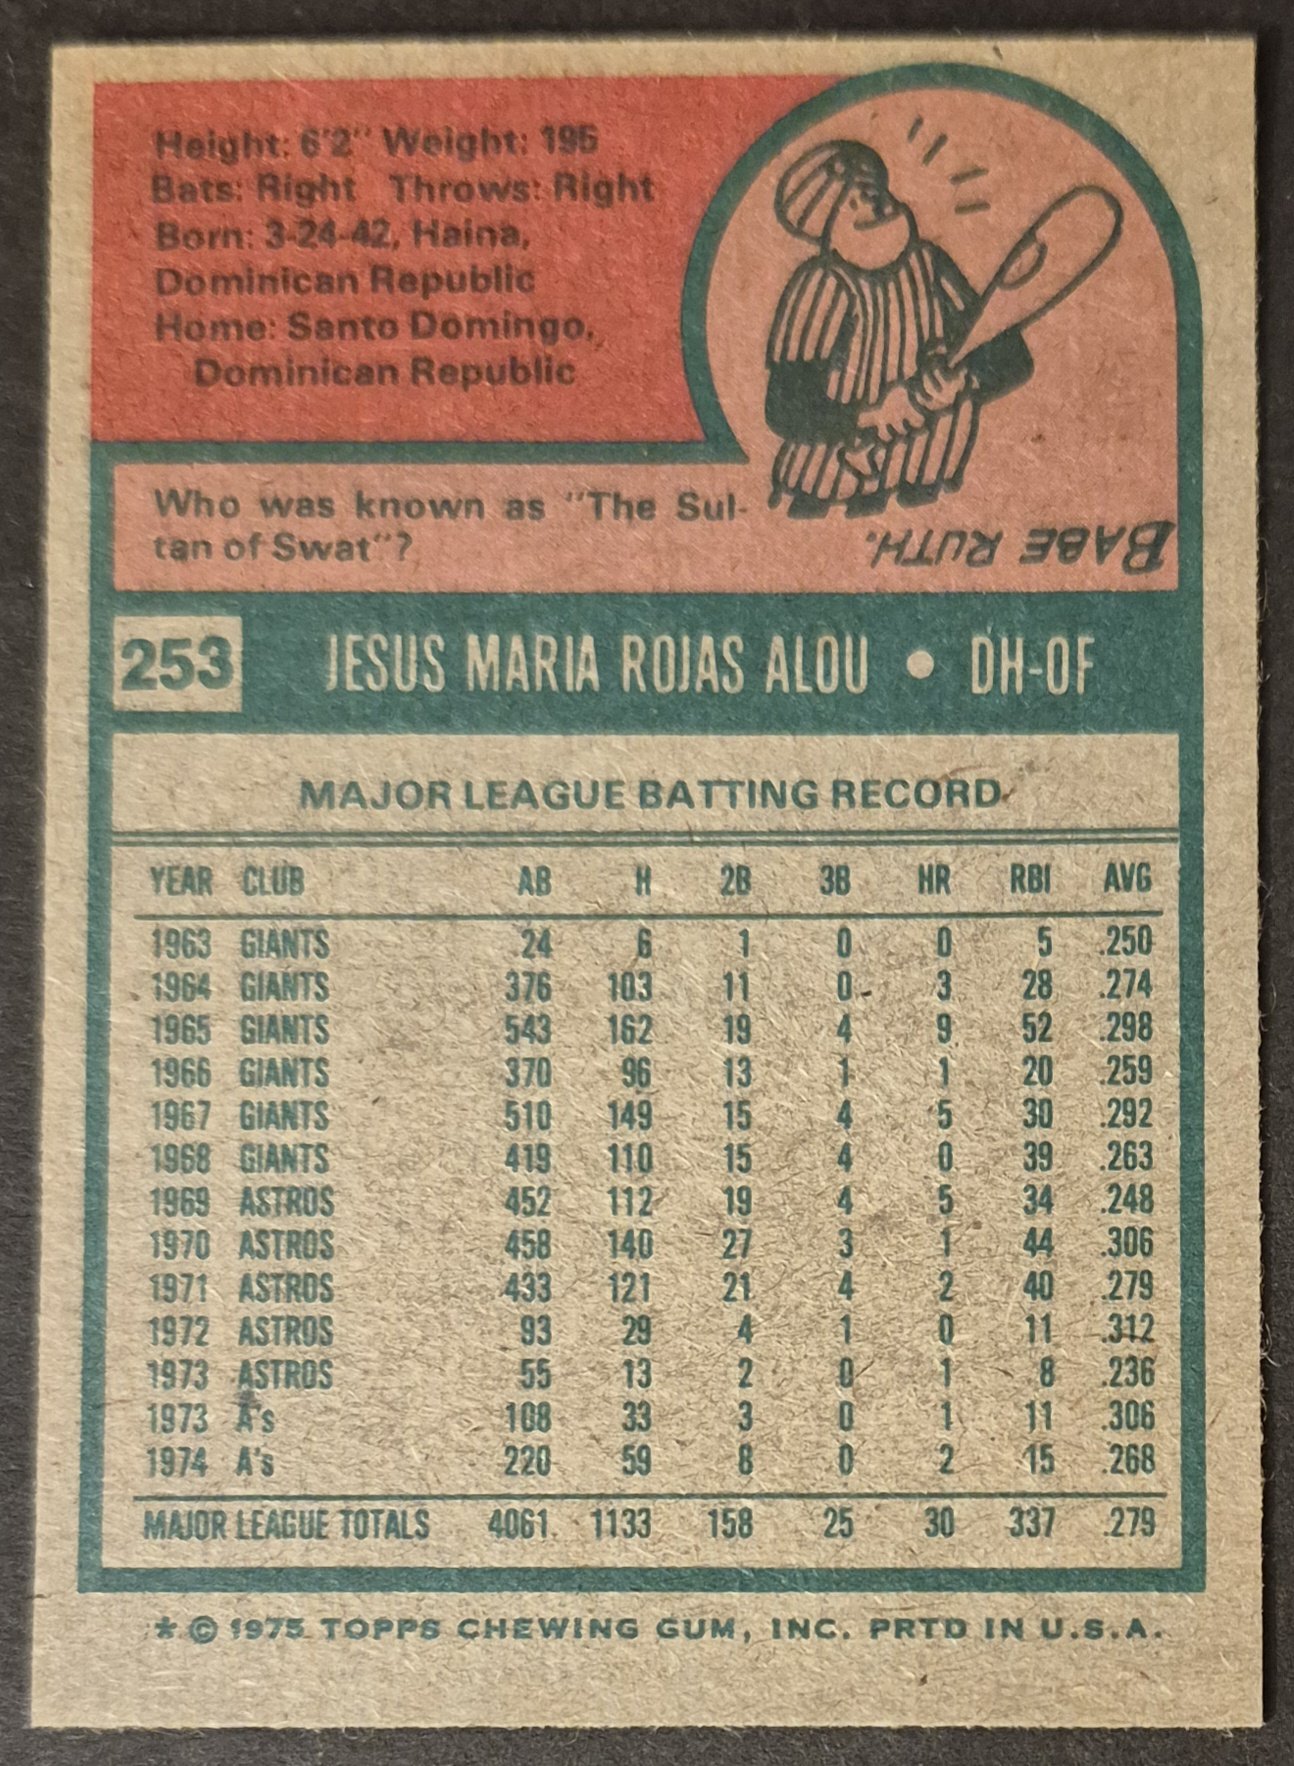 Height: 6'2" Weight: 195
Bats: Right Throws: Right
Born: 3-24-42, Haina,
Dominican Republic
Home: Santo Domingo,
Dominican Republic
Who was known as "The Sul-
tan of Swat"?
BABE RUTH.
253 JESUS MARIA ROJAS ALOU • DH-OF
MAJOR LEAGUE BATTING RECORD
YEAR CLUB AB H 2B 3B HR RBI AVG
1963 GIANTS 24 6 1 0 0 5 .250
1964 GIANTS 376 103 11 0 3 28 .274
1965 GIANTS 543 162 19 4 9 52 .298
1966 GIANTS 370 96 13 1 1 20 .259
1967 GIANTS 510 149 15 4 5 30 .292
1968 GIANTS 419 110 15 4 0 39 .263
1969 ASTROS 452 112 19 4 5 34 .248
1970 ASTROS 458 140 27 3 1 44 .306
1971 ASTROS 433 121 21 4 2 40 .279
1972 ASTROS 93 29 4 1 0 11 .312
1973 ASTROS 55 13 2 0 1 8 .236
1973 A's 108 33 3 0 1 11 .306
1974 A's 220 59 8 0 2 15 .268
MAJOR LEAGUE TOTALS 4061 1133 158 25 30 337 .279
* © 1975 TOPPS CHEWING GUM, INC. PRTD IN U.S.A.